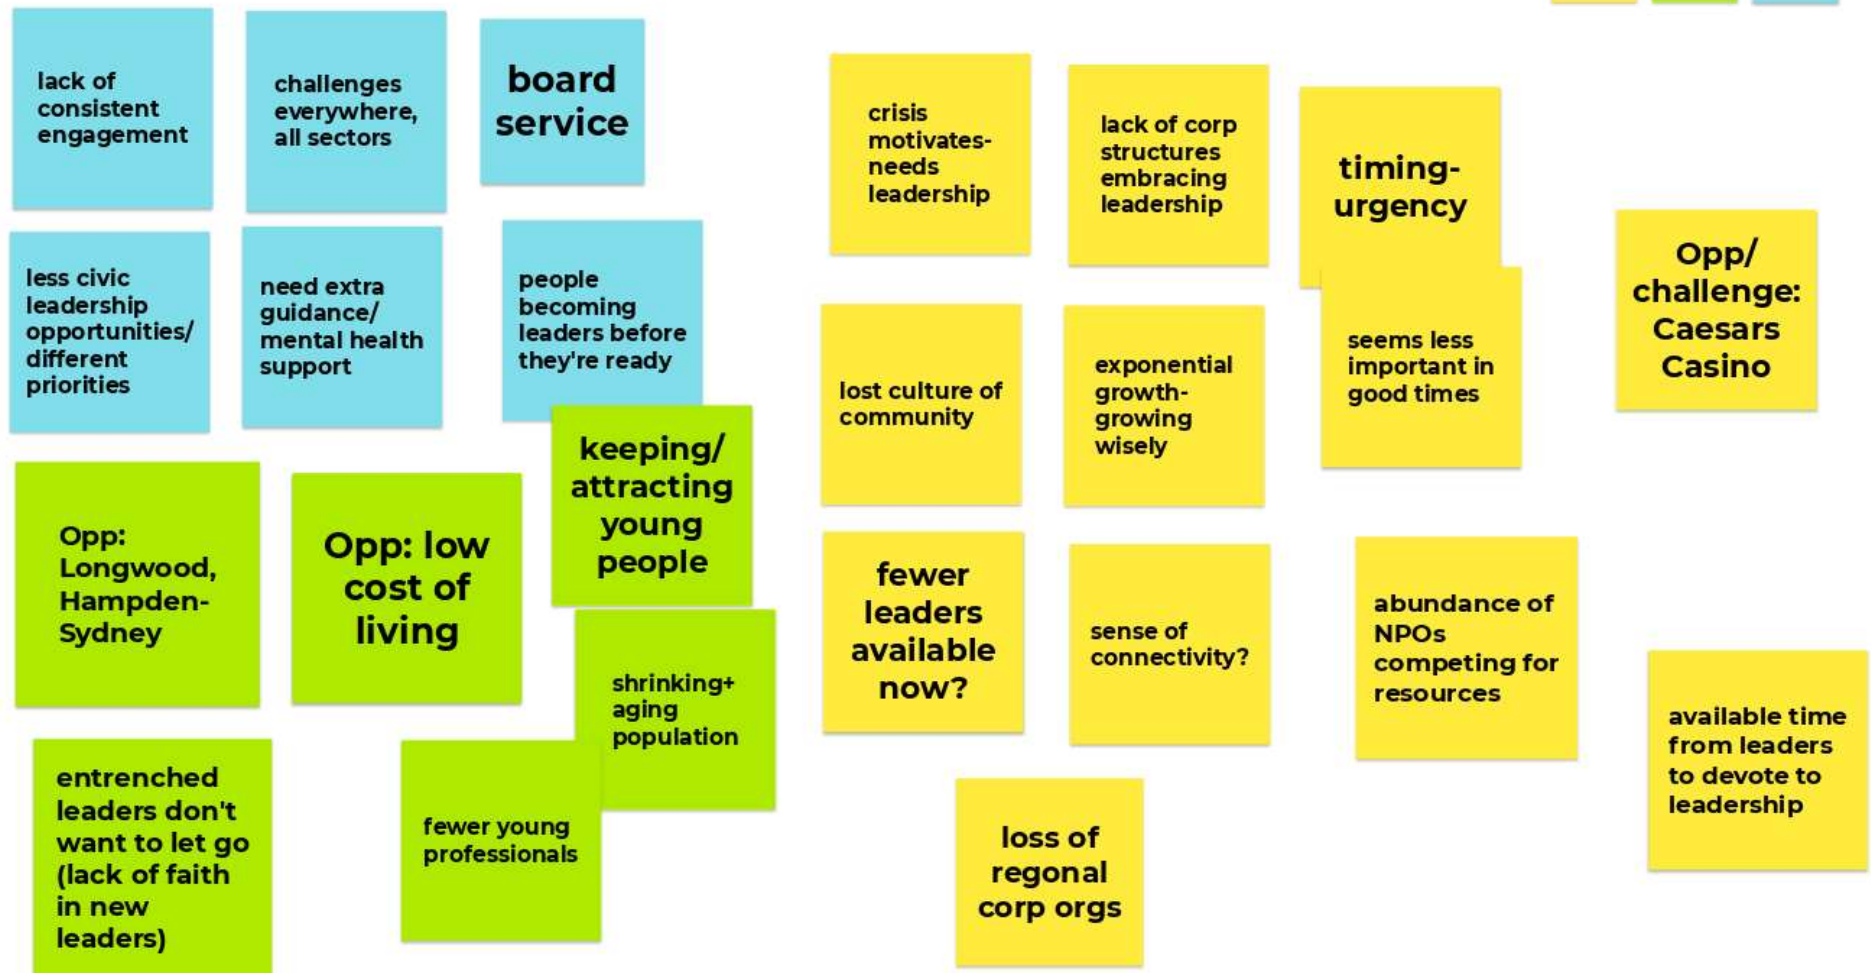 lack of
consistent
engagement
challenges
everywhere,
all sectors
board
service
less civic
leadership
opportunities/
different
priorities
need extra
guidance/
mental health
support
people
becoming
leaders before
they're ready
keeping/
attracting
young
people
Opp:
Longwood,
Hampden-
Sydney
Opp: low
cost of
living
shrinking+
aging
population
entrenched
leaders don't
want to let go
(lack of faith
in new
leaders)
fewer young
professionals
crisis
motivates-
needs
leadership
lack of corp
structures
embracing
leadership
timing-
urgency
Opp/
challenge:
Caesars
Casino
lost culture of
community
exponential
growth-
growing
wisely
seems less
important in
good times
fewer
leaders
available
now?
sense of
connectivity?
abundance of
NPOs
competing for
resources
available time
from leaders
to devote to
leadership
loss of
regonal
corp orgs